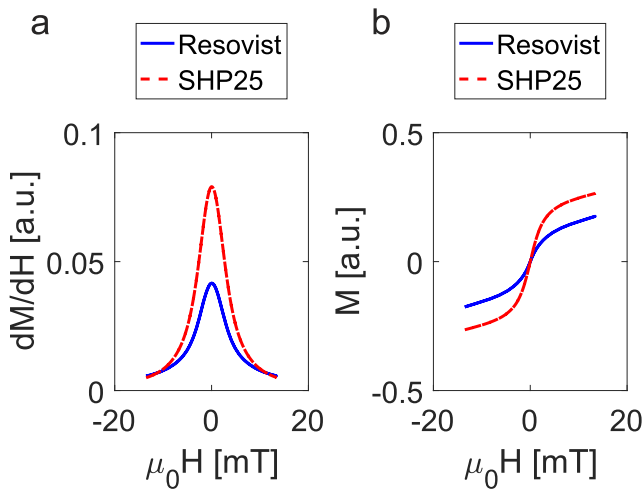 a
Resovist
SHP25
0.1
0.05
0
-20
0
20
dM/dH [a.u.]
μ0H [mT]
b
Resovist
SHP25
0.5
0
-0.5
-20
0
20
M [a.u.]
μ0H [mT]